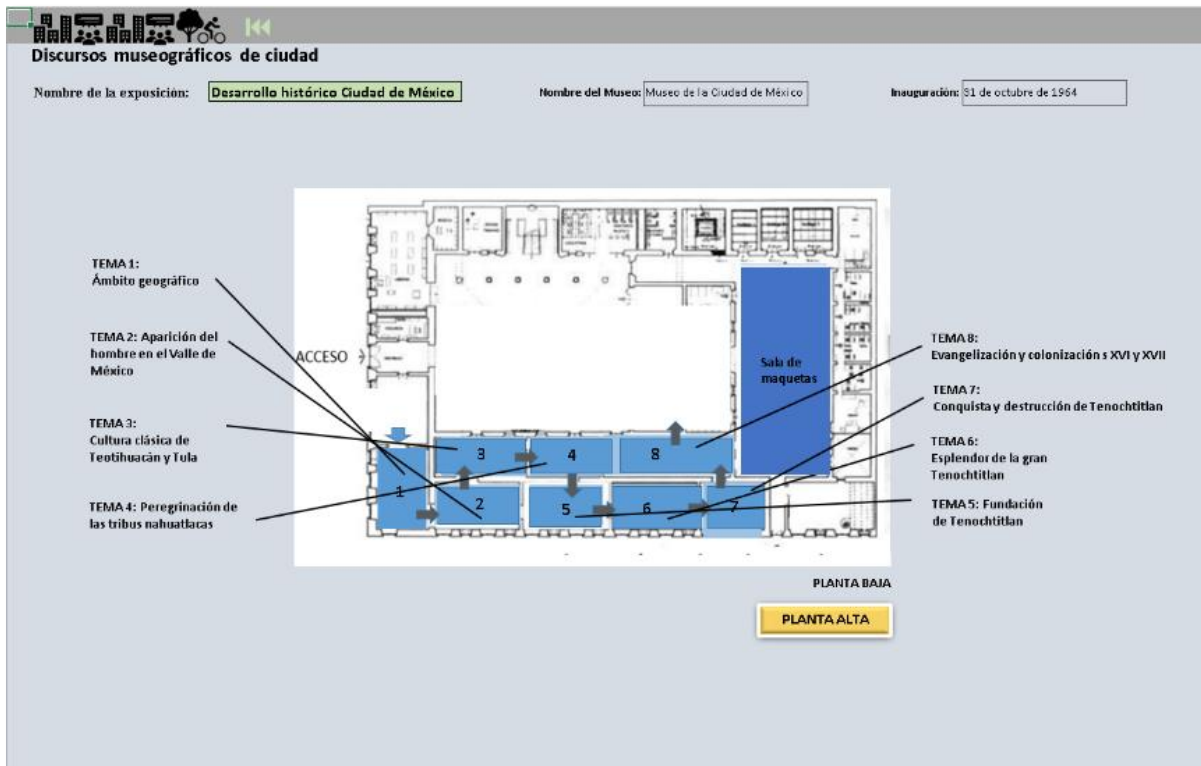 Discursos museográficos de ciudad
Nombre de la exposición: Desarrollo histórico Ciudad de México Nombre del Museo: Museo de la Ciudad de México Inauguración: 31 de octubre de 1964
TEMA 1:
Ámbito geográfico
TEMA 2: Aparición del
hombre en el Valle de
México
TEMA 3:
Cultura clásica de
Teotihuacán y Tula
TEMA 4: Peregrinación de
las tribus nahuatlacas
ACCESO
Sala de
maquetas
3
4
8
1
2
5
6
7
TEMA 8:
Evangelización y colonización s XVI y XVII
TEMA 7:
Conquista y destrucción de Tenochtitlan
TEMA 6:
Esplendor de la gran
Tenochtitlan
TEMA 5: Fundación
de Tenochtitlan
PLANTA BAJA
PLANTA ALTA